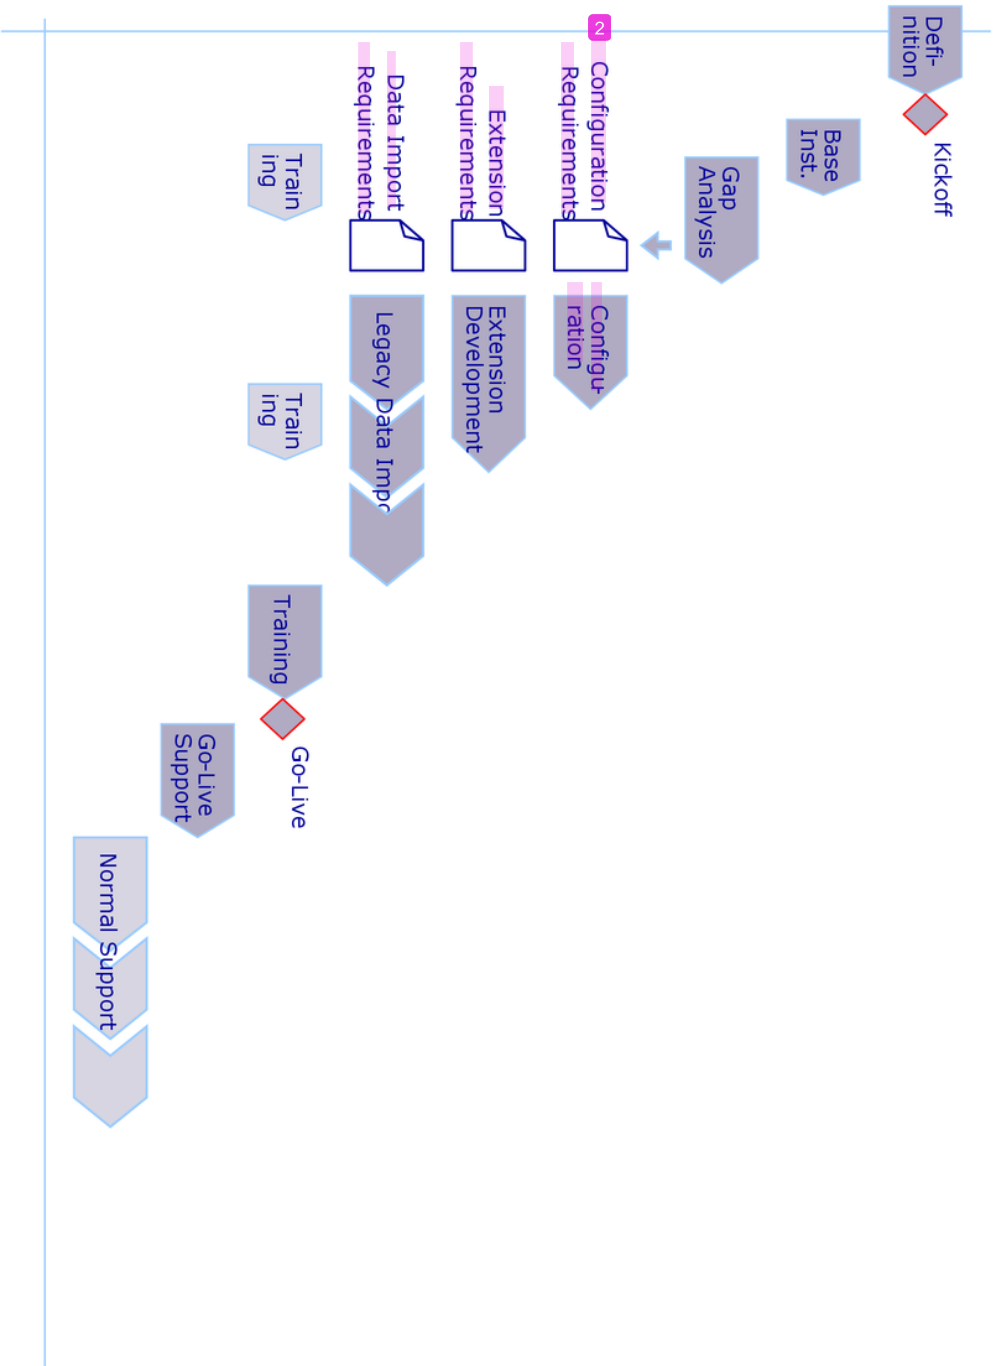 Defi-
nition
Kickoff
Base
Inst.
Gap
Analysis
2
Configuration
Requirements
Configu-
ration
Extension
Requirements
Extension
Development
Data Import
Requirements
Legacy Data Impo
Train
ing
Train
ing
Training
Go-Live
Go-Live
Support
Normal Support